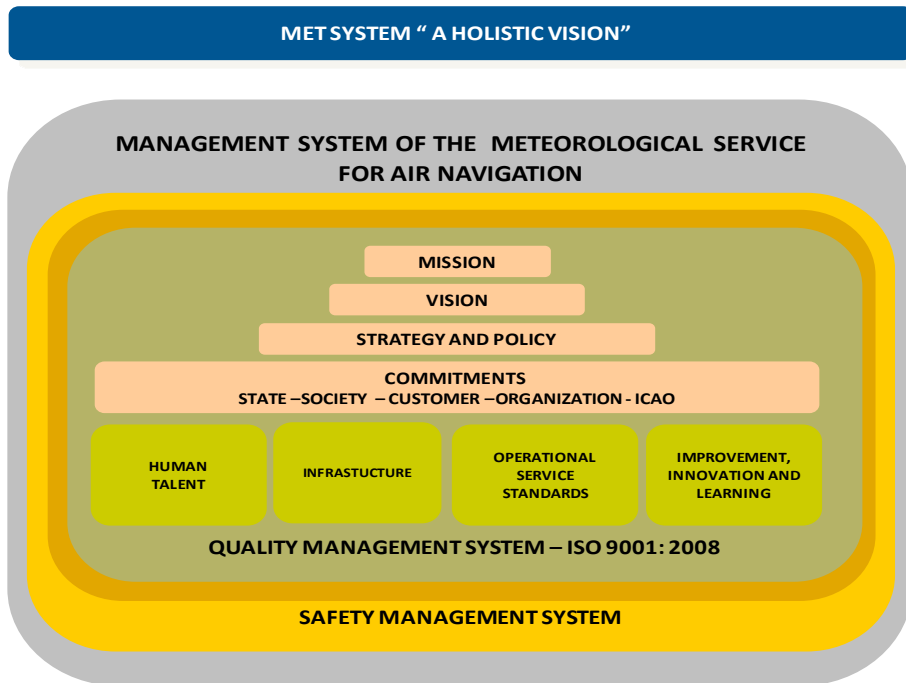 MET SYSTEM “ A HOLISTIC VISION”
MANAGEMENT SYSTEM OF THE METEOROLOGICAL SERVICE
FOR AIR NAVIGATION
MISSION
VISION
STRATEGY AND POLICY
COMMITMENTS
STATE –SOCIETY – CUSTOMER –ORGANIZATION - ICAO
HUMAN
TALENT
INFRASTUCTURE
OPERATIONAL
SERVICE
STANDARDS
IMPROVEMENT,
INNOVATION AND
LEARNING
QUALITY MANAGEMENT SYSTEM – ISO 9001: 2008
SAFETY MANAGEMENT SYSTEM